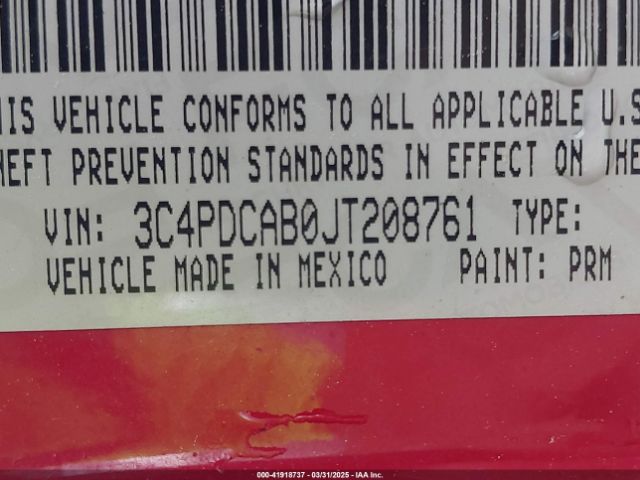 HIS VEHICLE CONFORMS TO ALL APPLICABLE U.S
HEFT PREVENTION STANDARDS IN EFFECT ON THE
VIN: 3C4PDCAB0JT208761 TYPE:
VEHICLE MADE IN MEXICO PAINT: PRM
000-41918737 - 03/31/2025 - IAA Inc.